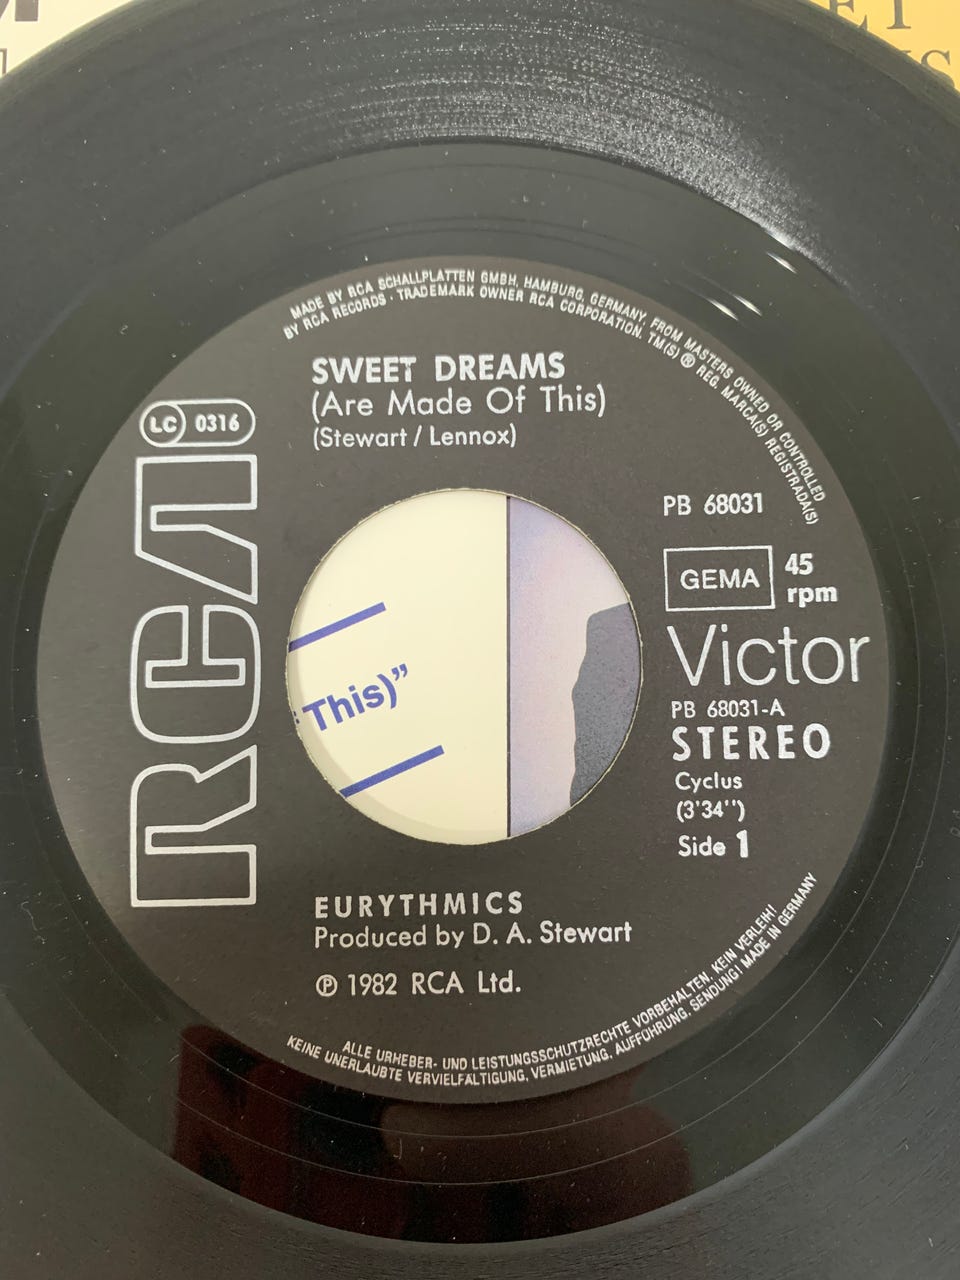 MADE BY RCA SCHALLPLATTEN GMBH, HAMBURG, GERMANY, FROM MASTERS OWNED OR CONTROLLED
BY RCA RECORDS · TRADEMARK OWNER RCA CORPORATION. TM(S) ® REG. MARCA(S) REGISTRADA(S)
SWEET DREAMS
(Are Made Of This)
(Stewart / Lennox)
LC 0316
RCA
PB 68031
GEMA
45
rpm
Victor
PB 68031-A
STEREO
Cyclus
(3'34'')
Side 1
This)”
EURYTHMICS
Produced by D. A. Stewart
℗ 1982 RCA Ltd.
ALLE URHEBER- UND LEISTUNGSSCHUTZRECHTE VORBEHALTEN. KEIN VERLEIH!
KEINE UNERLAUBTE VERVIELFÄLTIGUNG, VERMIETUNG, AUFFÜHRUNG, SENDUNG! MADE IN GERMANY